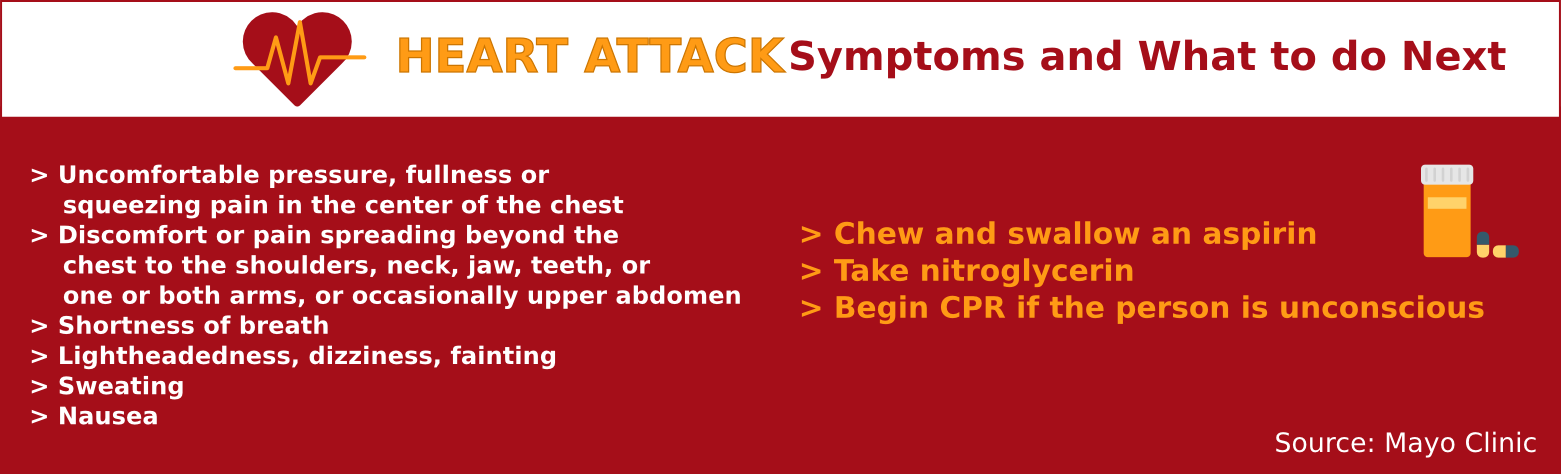 HEART ATTACK Symptoms and What to do Next
> Uncomfortable pressure, fullness or
squeezing pain in the center of the chest
> Discomfort or pain spreading beyond the
chest to the shoulders, neck, jaw, teeth, or
one or both arms, or occasionally upper abdomen
> Shortness of breath
> Lightheadedness, dizziness, fainting
> Sweating
> Nausea
> Chew and swallow an aspirin
> Take nitroglycerin
> Begin CPR if the person is unconscious
Source: Mayo Clinic